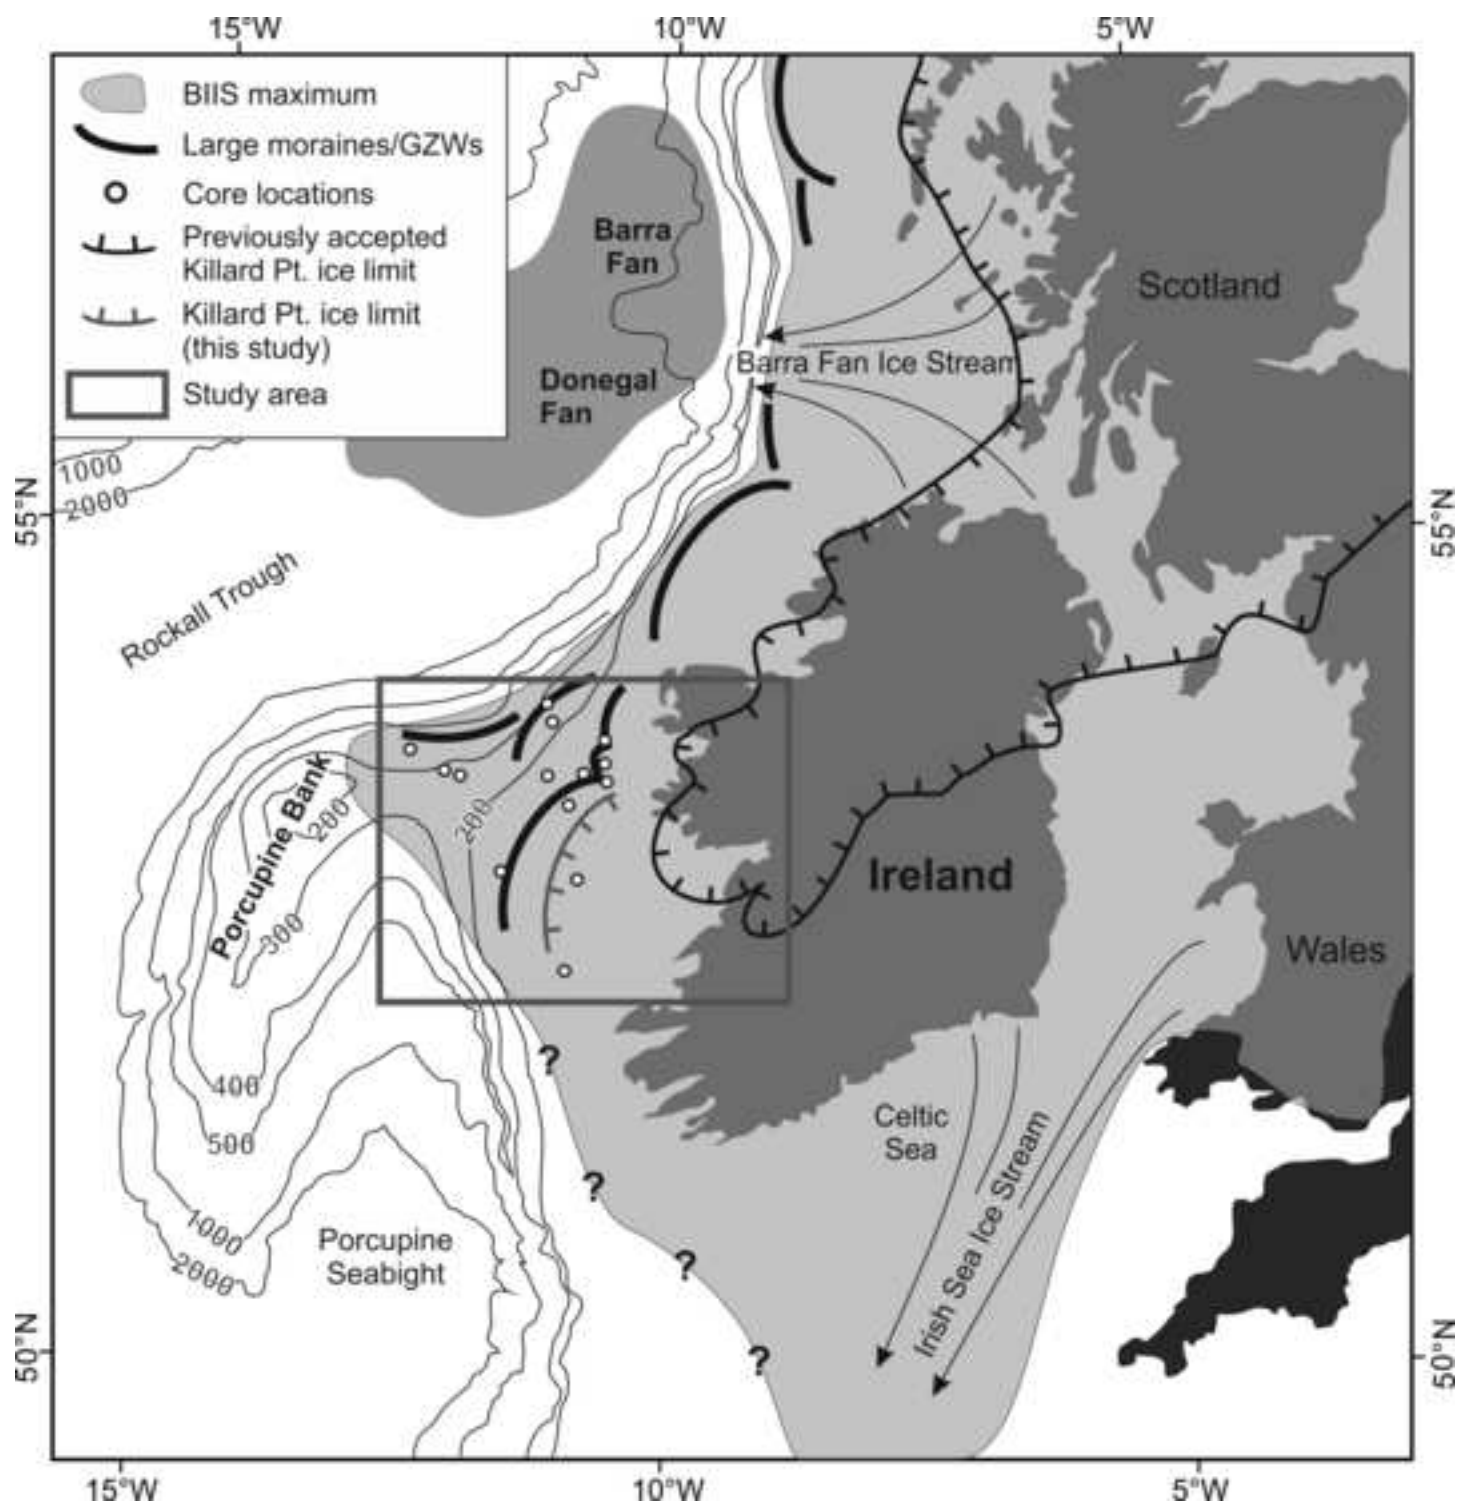 15°W
10°W
5°W
BIIS maximum
Large moraines/GZWs
Core locations
Previously accepted
Killard Pt. ice limit
Killard Pt. ice limit
(this study)
Study area
Barra
Fan
Scotland
Barra Fan Ice Stream
Donegal
Fan
1000
2000
55°N
55°N
Rockall Trough
Porcupine Bank
200
200
300
Ireland
Wales
400
500
?
Celtic
Sea
Irish Sea Ice Stream
?
1000
2000
Porcupine
Seabight
?
?
50°N
50°N
15°W
10°W
5°W